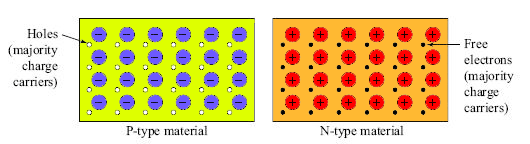 Holes
(majority
charge
carriers)
P-type material
N-type material
Free
electrons
(majority
charge
carriers)